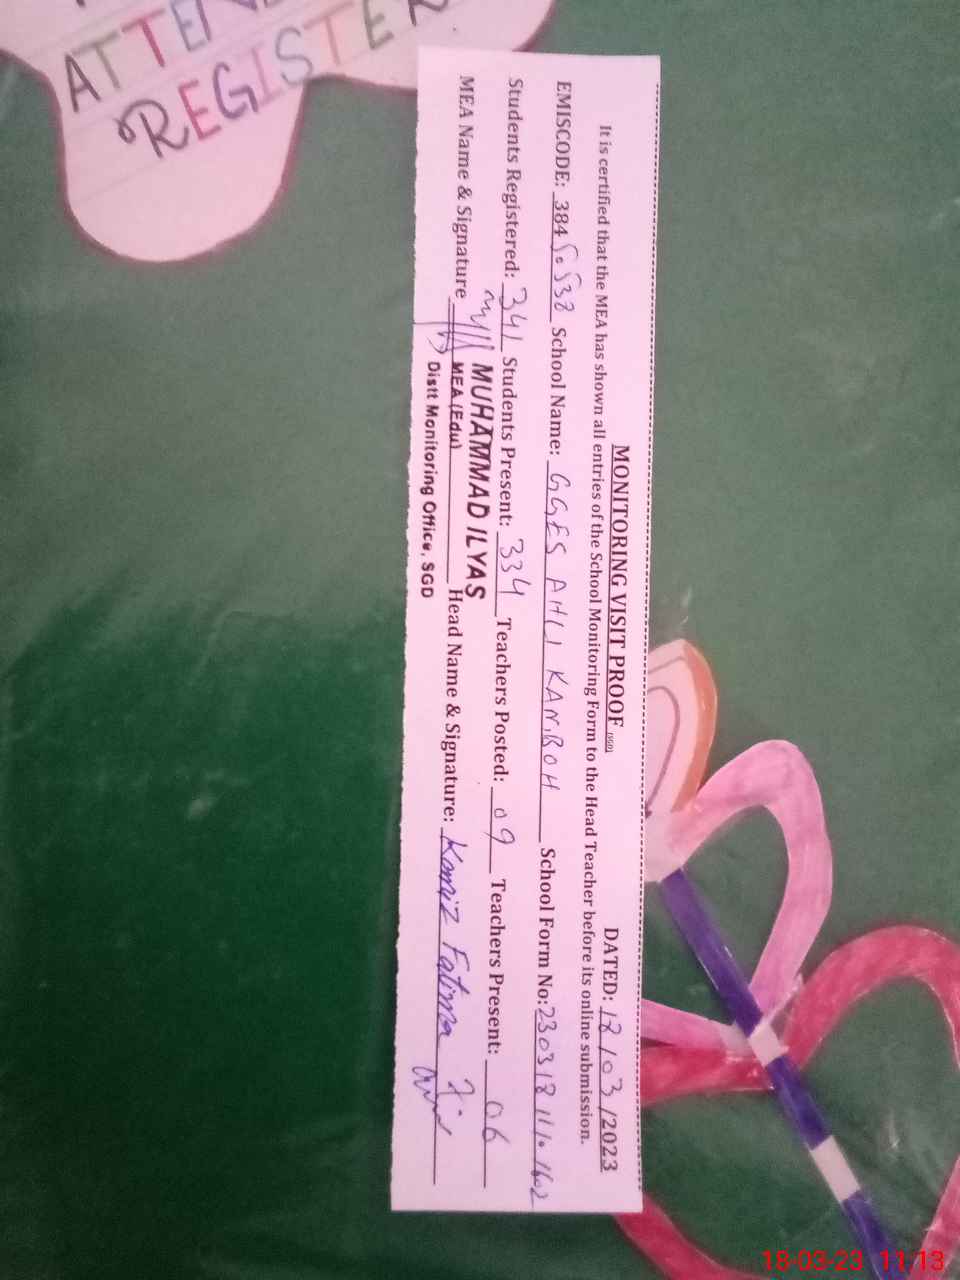 ATTEN
REGISTER
MONITORING VISIT PROOF (SGD) DATED: 18/03/2023
It is certified that the MEA has shown all entries of the School Monitoring Form to the Head Teacher before its online submission.
EMISCODE: 38450538 School Name: GGES AHLI KANBOH School Form No:230318111602
Students Registered: 341 Students Present: 334 Teachers Posted: 09 Teachers Present: 06
MEA Name & Signature MUHAMMAD ILYAS Head Name & Signature: Kaniz Fatima
MEA (Edu)
Distt Monitoring Office, SGD
18-03-23 11:13